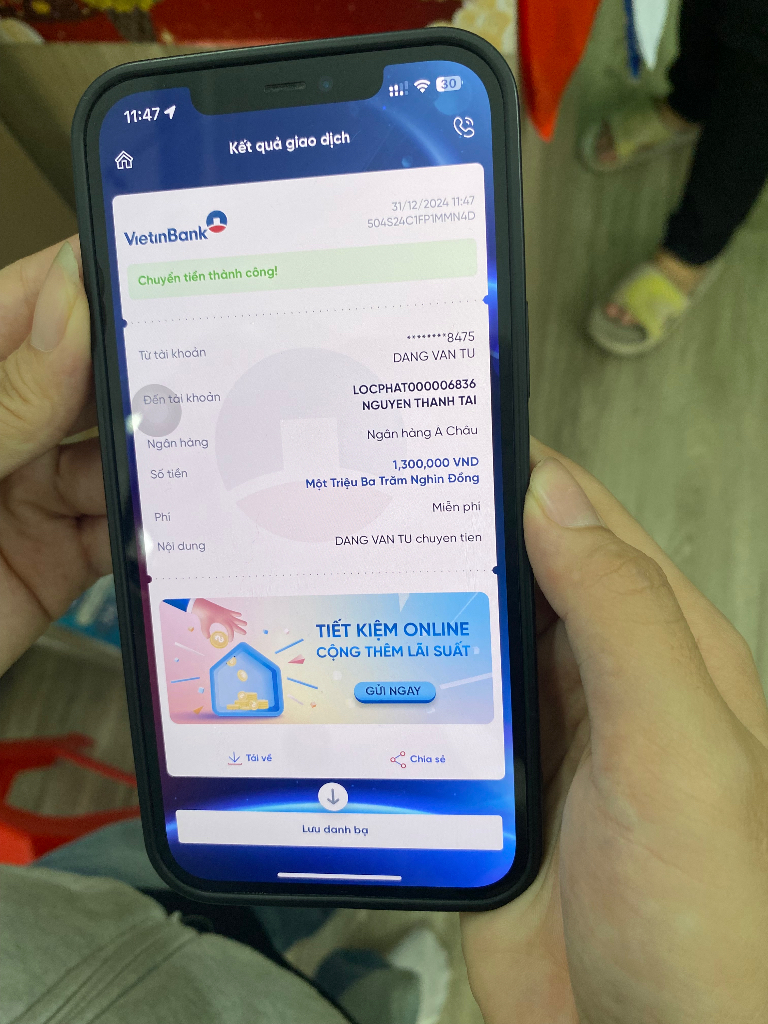 11:47
30
Kết quả giao dịch
VietinBank
31/12/2024 11:47
504S24C1FP1MMN4D
Chuyển tiền thành công!
Từ tài khoản
********8475
DANG VAN TU
Đến tài khoản
LOCPHAT000006836
NGUYEN THANH TAI
Ngân hàng
Ngân hàng A Châu
Số tiền
1,300,000 VND
Một Triệu Ba Trăm Nghìn Đồng
Phí
Miễn phí
Nội dung
DANG VAN TU chuyen tien
TIẾT KIỆM ONLINE
CỘNG THÊM LÃI SUẤT
GỬI NGAY
Tải về
Chia sẻ
Lưu danh bạ